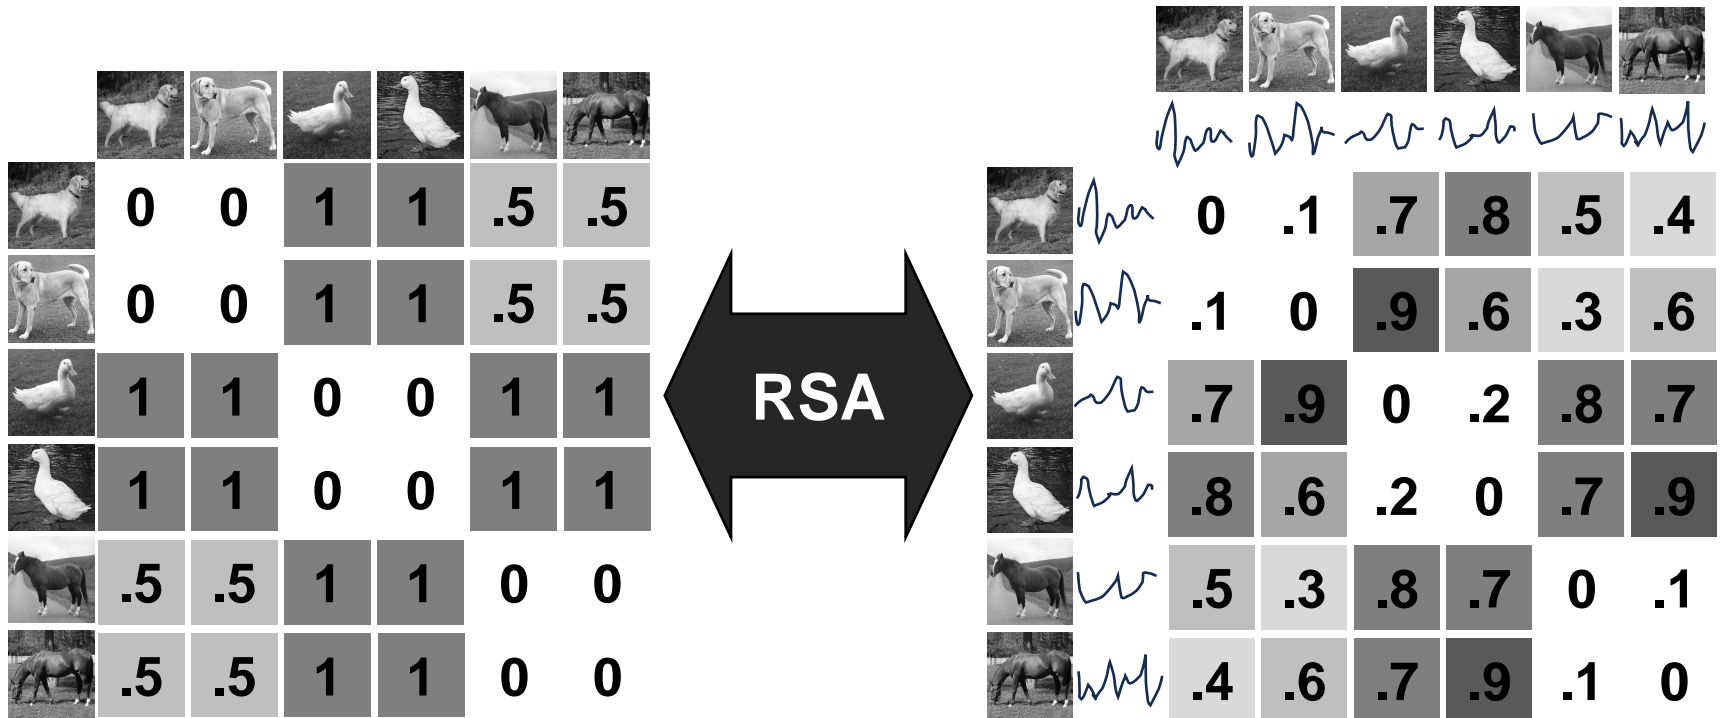 0 0 1 1 .5 .5
0 0 1 1 .5 .5
1 1 0 0 1 1
1 1 0 0 1 1
.5 .5 1 1 0 0
.5 .5 1 1 0 0
RSA
0 .1 .7 .8 .5 .4
.1 0 .9 .6 .3 .6
.7 .9 0 .2 .8 .7
.8 .6 .2 0 .7 .9
.5 .3 .8 .7 0 .1
.4 .6 .7 .9 .1 0